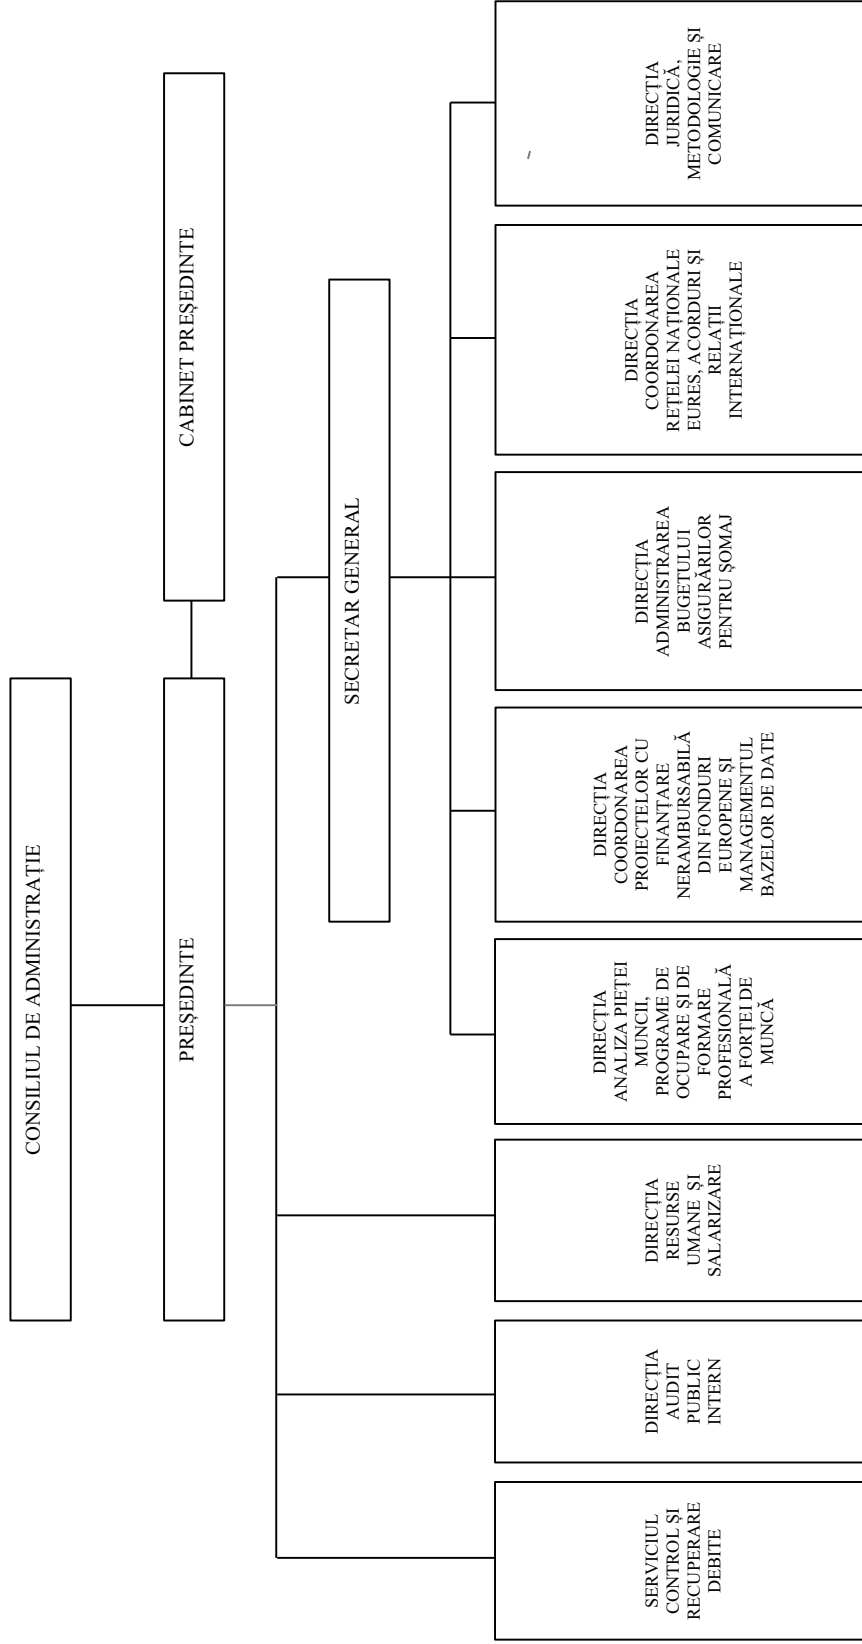 CONSILIUL DE ADMINISTRAȚIE
PREȘEDINTE
CABINET PREȘEDINTE
SECRETAR GENERAL
SERVICIUL
CONTROL ȘI
RECUPERARE
DEBITE
DIRECȚIA
AUDIT
PUBLIC
INTERN
DIRECȚIA
RESURSE
UMANE ȘI
SALARIZARE
DIRECȚIA
ANALIZA PIEȚEI
MUNCII,
PROGRAME DE
OCUPARE ȘI DE
FORMARE
PROFESIONALĂ
A FORȚEI DE
MUNCĂ
DIRECȚIA
COORDONAREA
PROIECTELOR CU
FINANȚARE
NERAMBURSABILĂ
DIN FONDURI
EUROPENE ȘI
MANAGEMENTUL
BAZELOR DE DATE
DIRECȚIA
ADMINISTRAREA
BUGETULUI
ASIGURĂRILOR
PENTRU ȘOMAJ
DIRECȚIA
COORDONAREA
REȚELEI NAȚIONALE
EURES, ACORDURI ȘI
RELAȚII
INTERNAȚIONALE
DIRECȚIA
JURIDICĂ,
METODOLOGIE ȘI
COMUNICARE